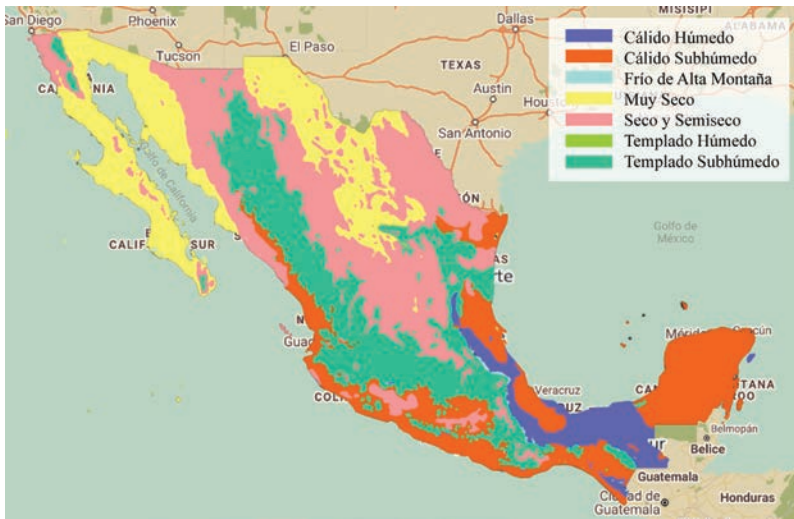 San Diego
Phoenix
Tucson
El Paso
Dallas
MISISIPI
ALABAMA
TEXAS
Austin
San Antonio
Cálido Húmedo
Cálido Subhúmedo
Frío de Alta Montaña
Muy Seco
Seco y Semiseco
Templado Húmedo
Templado Subhúmedo
Golfo de California
SUR
Golfo de
México
Veracruz
Mérida
Cancún
Belmopán
Belice
Guatemala
Ciudad de
Guatemala
Honduras